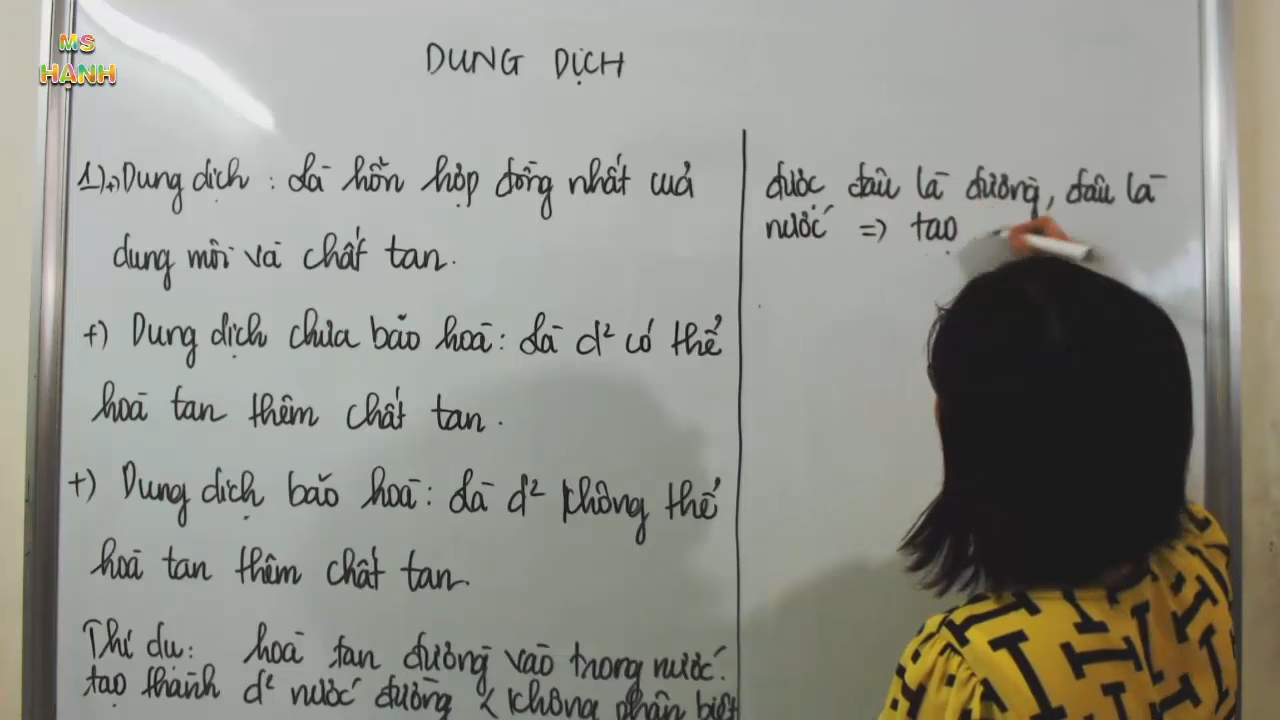 MS
HẠNH
DUNG DỊCH
1)+) Dung dịch : là hỗn hợp đồng nhất của
dung môi và chất tan.
+) Dung dịch chưa bão hoà : là d² có thể
hoà tan thêm chất tan.
+) Dung dịch bão hoà : là d² không thể
hoà tan thêm chất tan.
Thí dụ : hoà tan đường vào trong nước.
tạo thành d² nước đường < không phân biệt
được đâu là đường, đâu là
nước => tạo